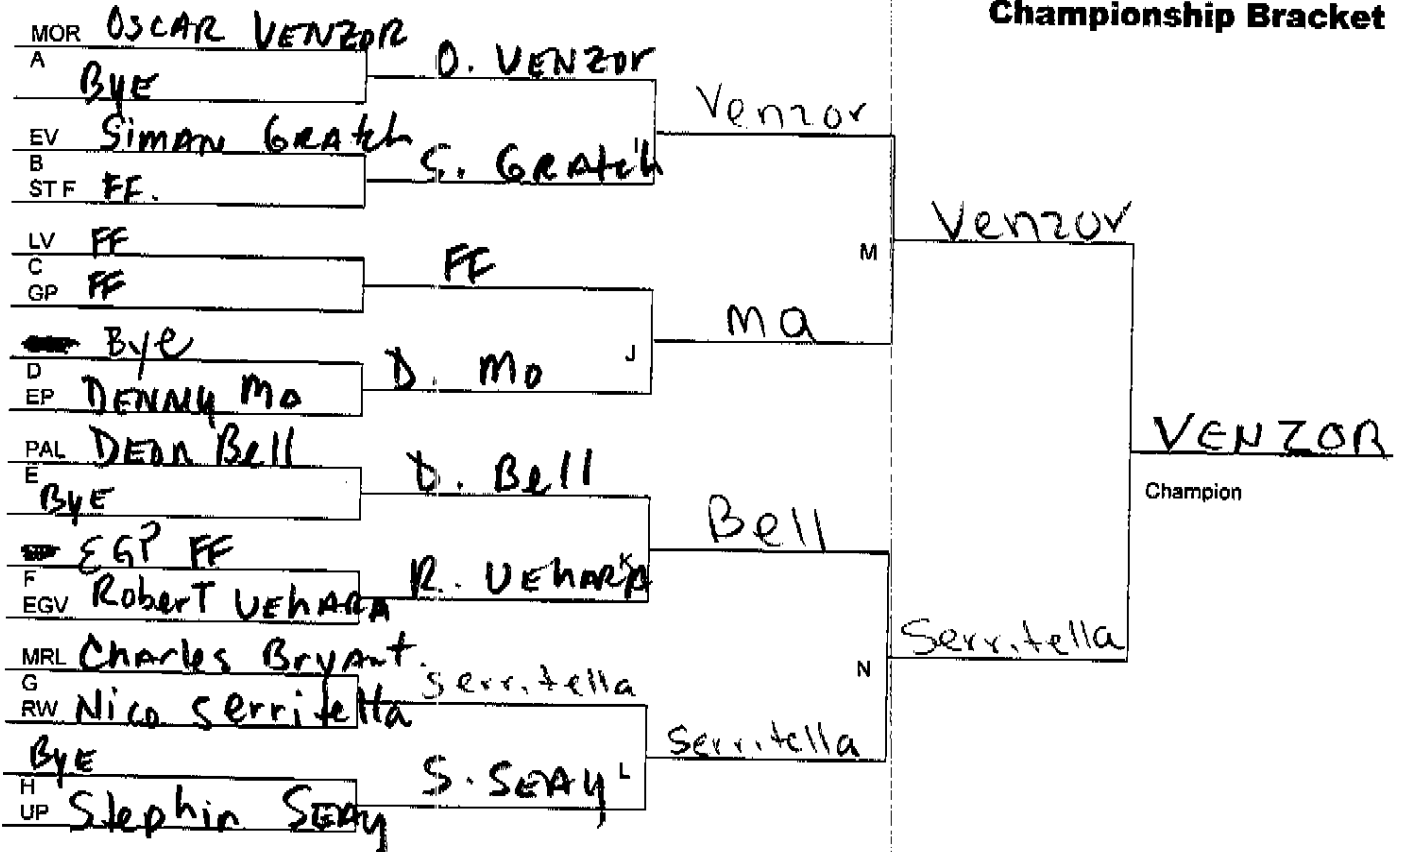 Championship Bracket
MOR OSCAR VENZOR
A
BYE
EV SIMAN GRAtch
B
ST F FF.
LV FF
C
GP FF
Bye
D
EP DENNY MO
PAL DEON Bell
E
BYE
EGP FF
F
EGV RoberT UEhARA
MRL Charles Bryant.
G
RW Nico Serritella
BYE
H
UP Stephin SEAY
O. VENZOr
S. GRAtch
I
FF
D. Mo
J
D. Bell
R. UEhARA
K
Serritella
S. SEAY
L
Venzor
Ma
M
Bell
Serritella
N
Venzor
Serritella
VENZOR
Champion